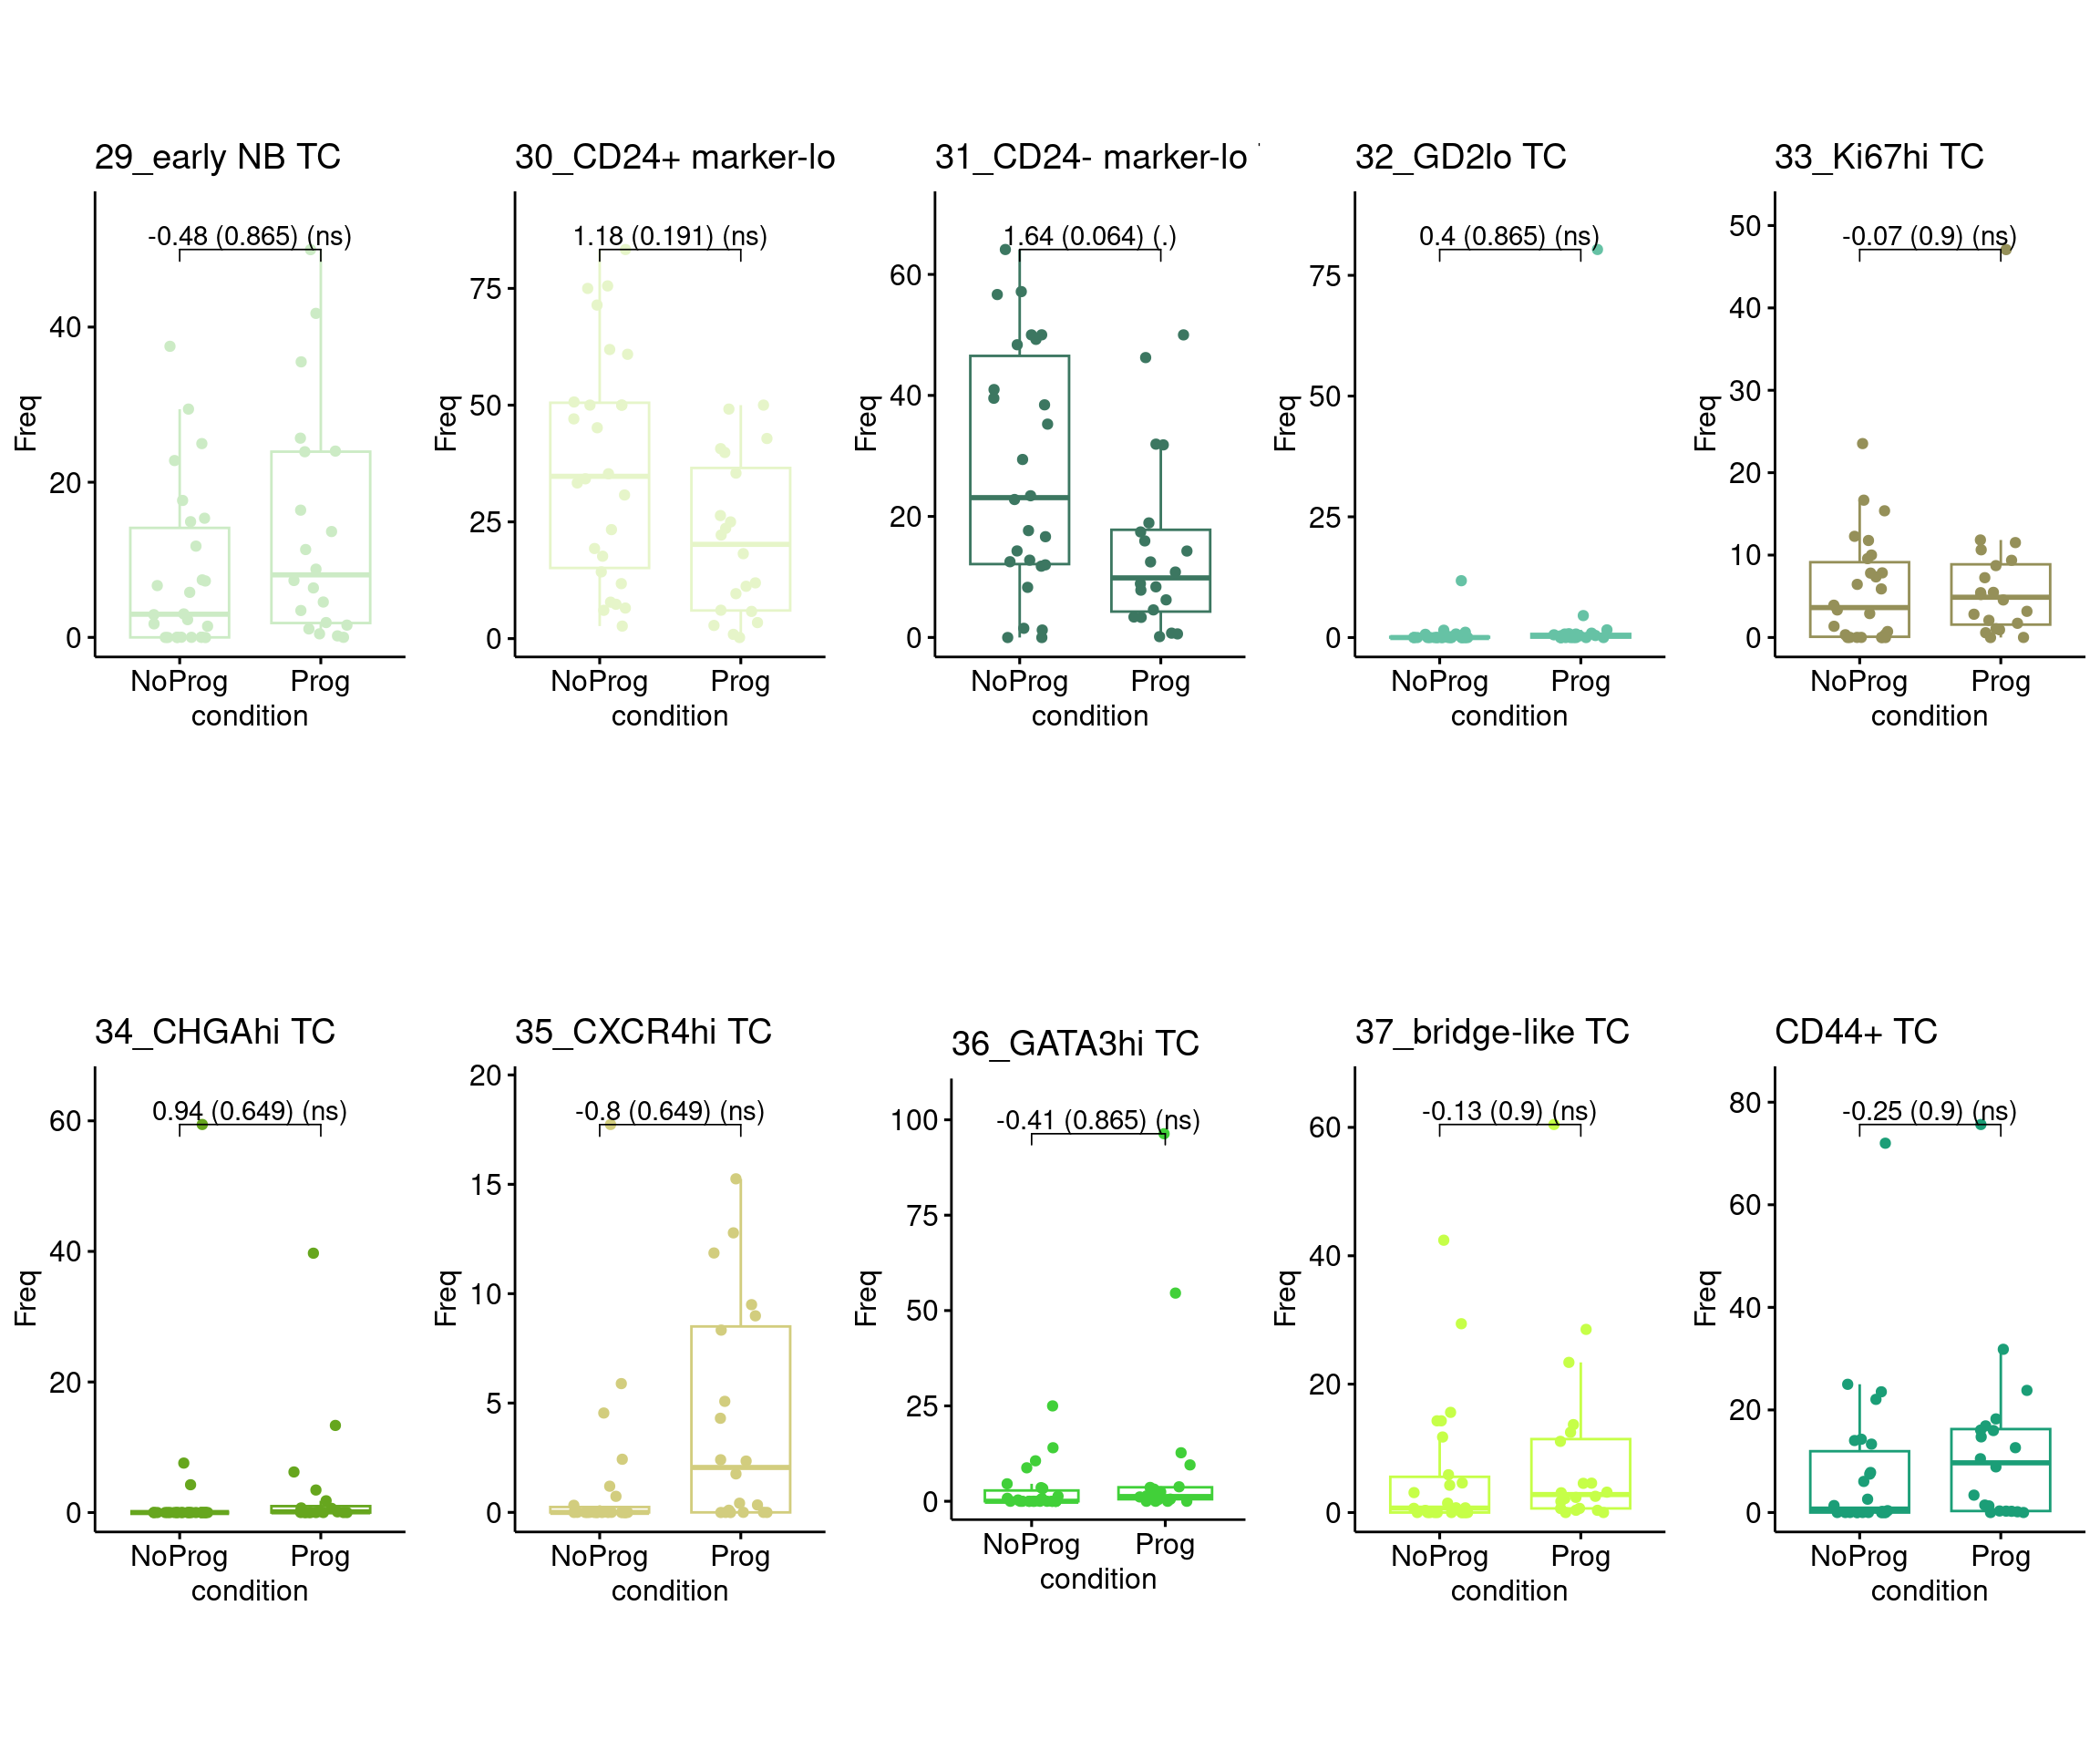 29_early NB TC
-0.48 (0.865) (ns)
Freq
40
20
0
NoProg Prog
condition
30_CD24+ marker-lo
1.18 (0.191) (ns)
Freq
75
50
25
0
NoProg Prog
condition
31_CD24- marker-lo
1.64 (0.064) (.)
Freq
60
40
20
0
NoProg Prog
condition
32_GD2lo TC
0.4 (0.865) (ns)
Freq
75
50
25
0
NoProg Prog
condition
33_Ki67hi TC
-0.07 (0.9) (ns)
Freq
50
40
30
20
10
0
NoProg Prog
condition
34_CHGAhi TC
0.94 (0.649) (ns)
Freq
60
40
20
0
NoProg Prog
condition
35_CXCR4hi TC
-0.8 (0.649) (ns)
Freq
20
15
10
5
0
NoProg Prog
condition
36_GATA3hi TC
-0.41 (0.865) (ns)
Freq
100
75
50
25
0
NoProg Prog
condition
37_bridge-like TC
-0.13 (0.9) (ns)
Freq
60
40
20
0
NoProg Prog
condition
CD44+ TC
-0.25 (0.9) (ns)
Freq
80
60
40
20
0
NoProg Prog
condition